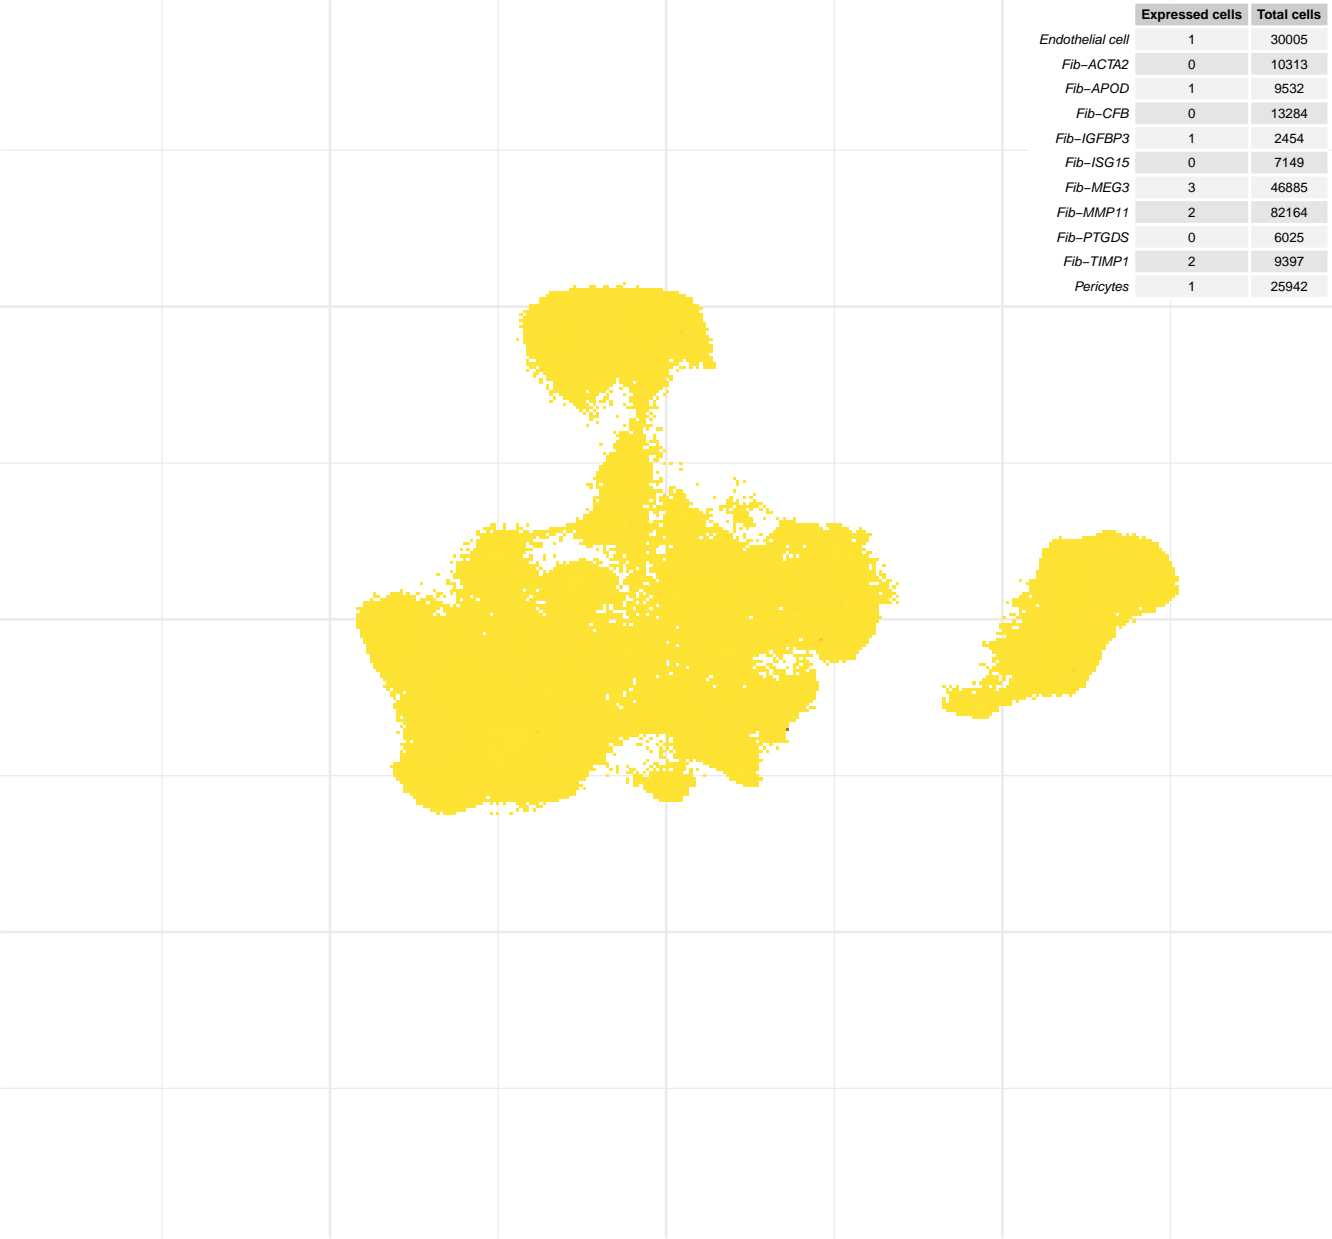 Expressed cells Total cells
Endothelial cell 1 30005
Fib−ACTA2 0 10313
Fib−APOD 1 9532
Fib−CFB 0 13284
Fib−IGFBP3 1 2454
Fib−ISG15 0 7149
Fib−MEG3 3 46885
Fib−MMP11 2 82164
Fib−PTGDS 0 6025
Fib−TIMP1 2 9397
Pericytes 1 25942